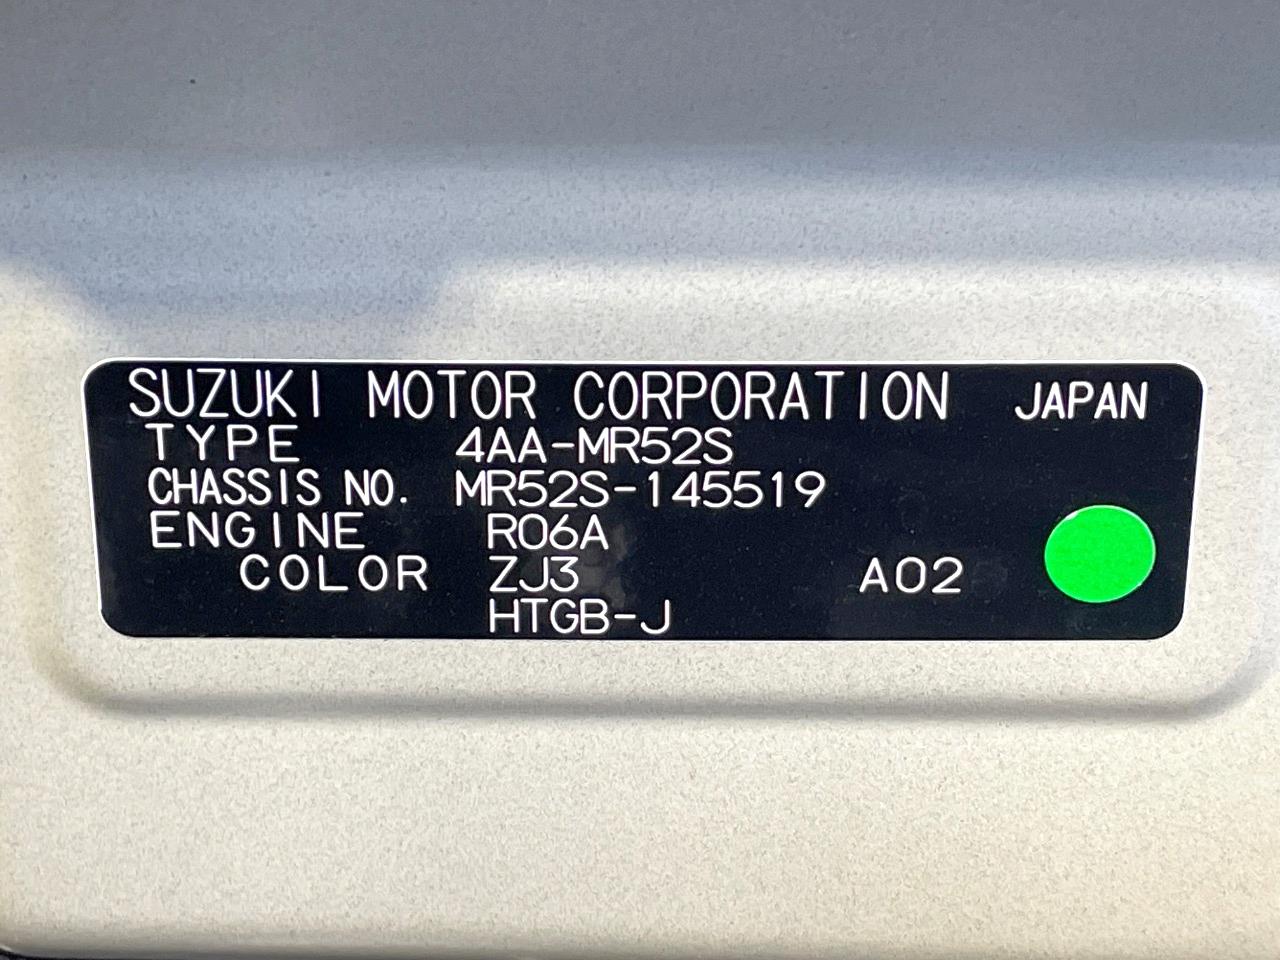 SUZUKI MOTOR CORPORATION JAPAN
TYPE 4AA-MR52S
CHASSIS NO. MR52S-145519
ENGINE R06A
COLOR ZJ3 A02
HTGB-J